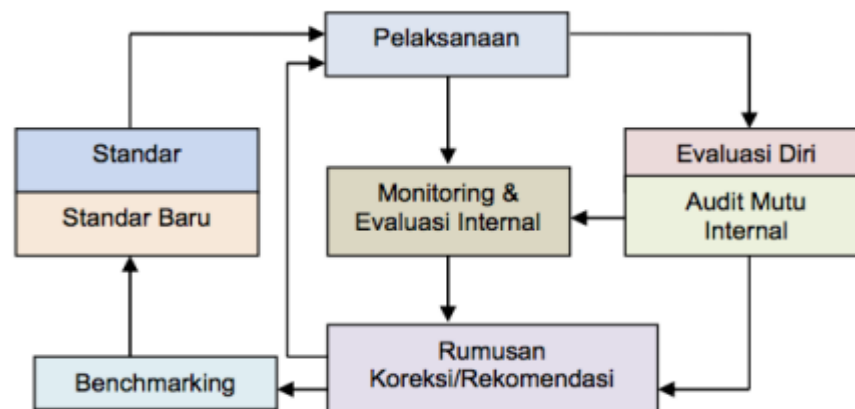 Pelaksanaan
Standar
Standar Baru
Monitoring &
Evaluasi Internal
Evaluasi Diri
Audit Mutu
Internal
Rumusan
Koreksi/Rekomendasi
Benchmarking